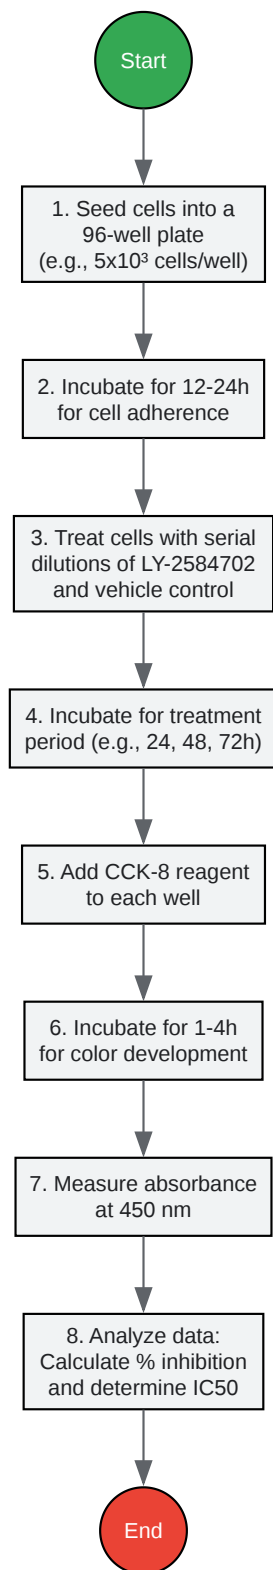 Start
1. Seed cells into a
96-well plate
(e.g., 5x10³ cells/well)
2. Incubate for 12-24h
for cell adherence
3. Treat cells with serial
dilutions of LY-2584702
and vehicle control
4. Incubate for treatment
period (e.g., 24, 48, 72h)
5. Add CCK-8 reagent
to each well
6. Incubate for 1-4h
for color development
7. Measure absorbance
at 450 nm
8. Analyze data:
Calculate % inhibition
and determine IC50
End